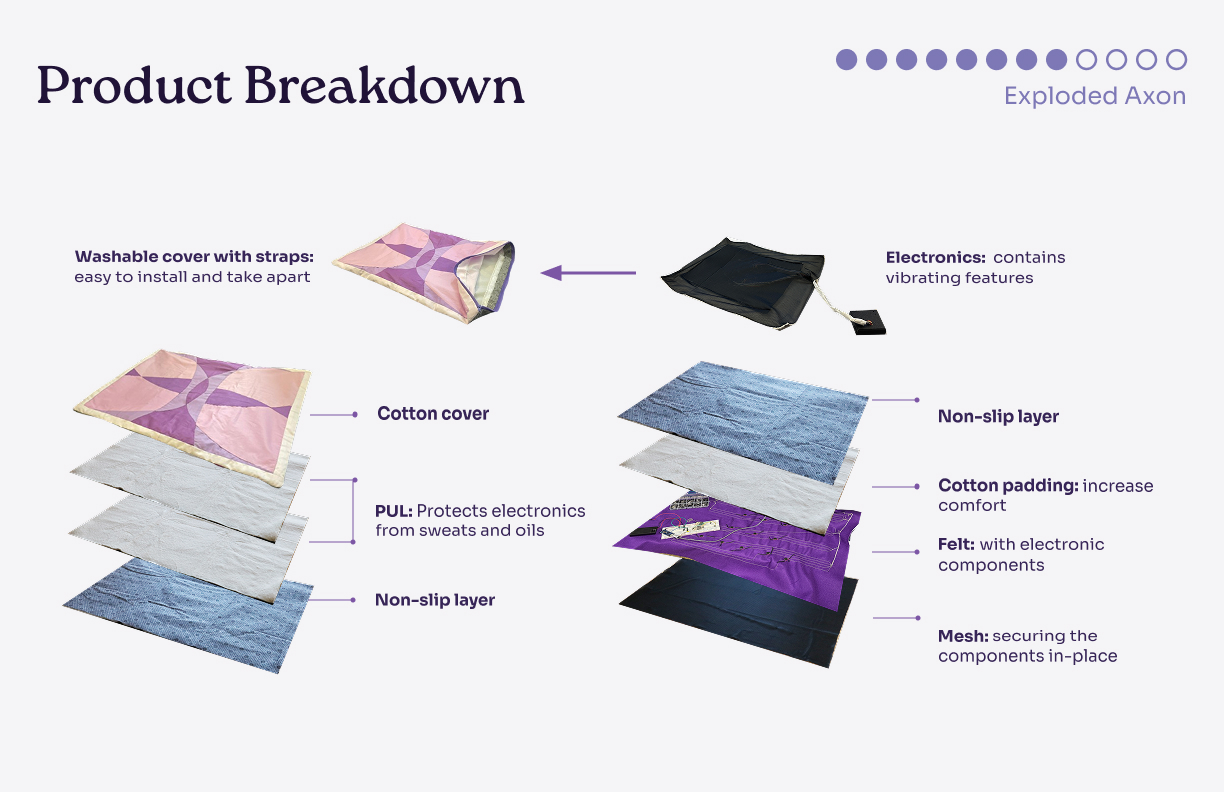 Product Breakdown
Exploded Axon
Washable cover with straps:
easy to install and take apart
Electronics: contains
vibrating features
Cotton cover
PUL: Protects electronics
from sweats and oils
Non-slip layer
Non-slip layer
Cotton padding: increase
comfort
Felt: with electronic
components
Mesh: securing the
components in-place